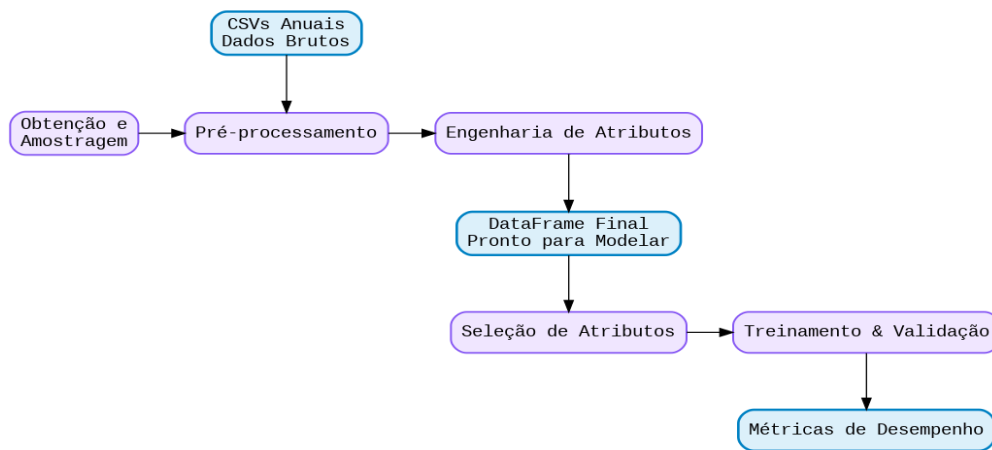 CSVs Anuais
Dados Brutos
Obtenção e
Amostragem
Pré-processamento
Engenharia de Atributos
DataFrame Final
Pronto para Modelar
Seleção de Atributos
Treinamento & Validação
Métricas de Desempenho